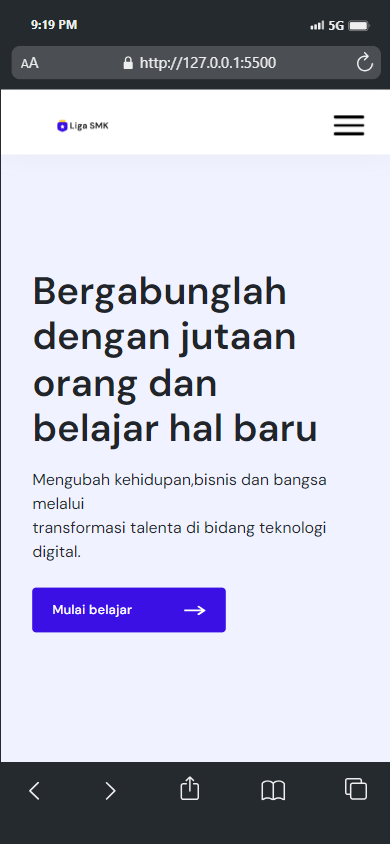 9:19 PM
5G
AA
http://127.0.0.1:5500
Liga SMK
Bergabunglah
dengan jutaan
orang dan
belajar hal baru
Mengubah kehidupan,bisnis dan bangsa
melalui
transformasi talenta di bidang teknologi
digital.
Mulai belajar